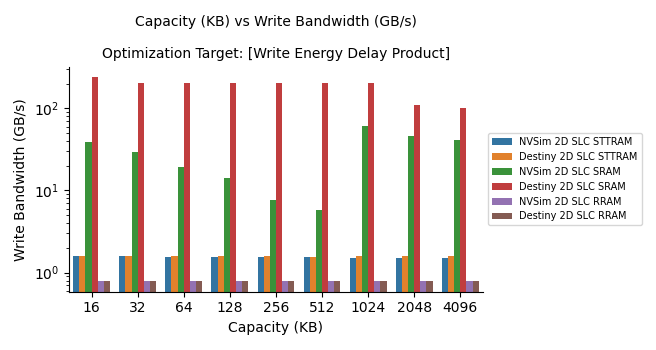 Capacity (KB) vs Write Bandwidth (GB/s)
Optimization Target: [Write Energy Delay Product]
Write Bandwidth (GB/s)
10²
10¹
10⁰
16 32 64 128 256 512 1024 2048 4096
Capacity (KB)
NVSim 2D SLC STTRAM
Destiny 2D SLC STTRAM
NVSim 2D SLC SRAM
Destiny 2D SLC SRAM
NVSim 2D SLC RRAM
Destiny 2D SLC RRAM